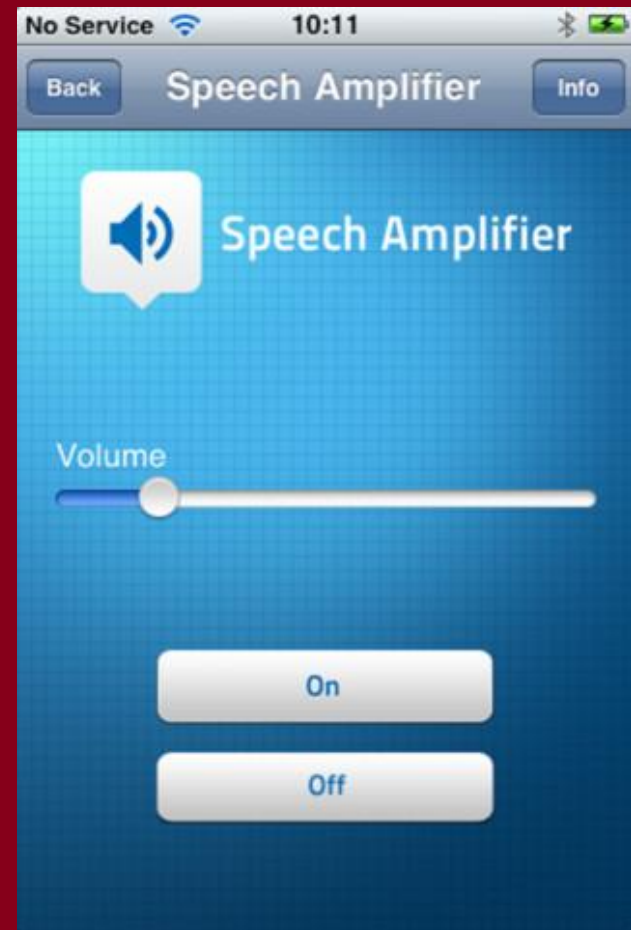 No Service 10:11
Back Speech Amplifier Info
Speech Amplifier
Volume
On
Off